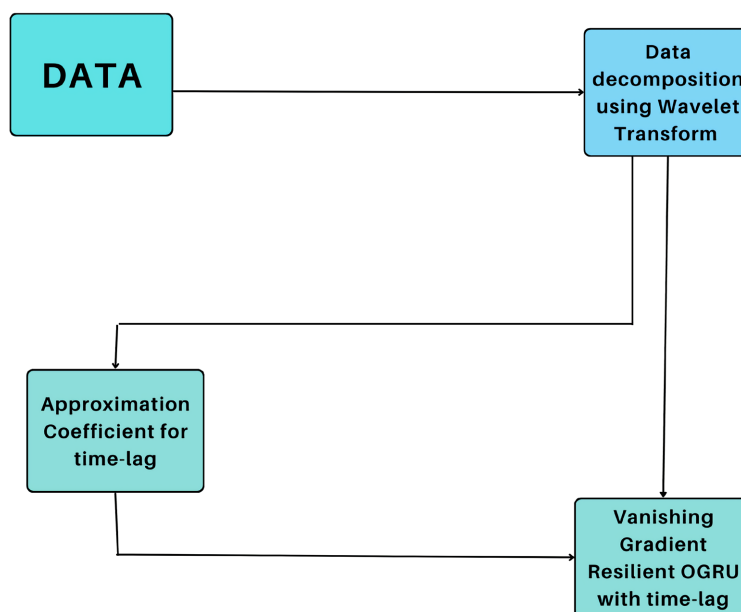 DATA
Data
decomposition
using Wavelet
Transform
Approximation
Coefficient for
time-lag
Vanishing
Gradient
Resilient OGRU
with time-lag